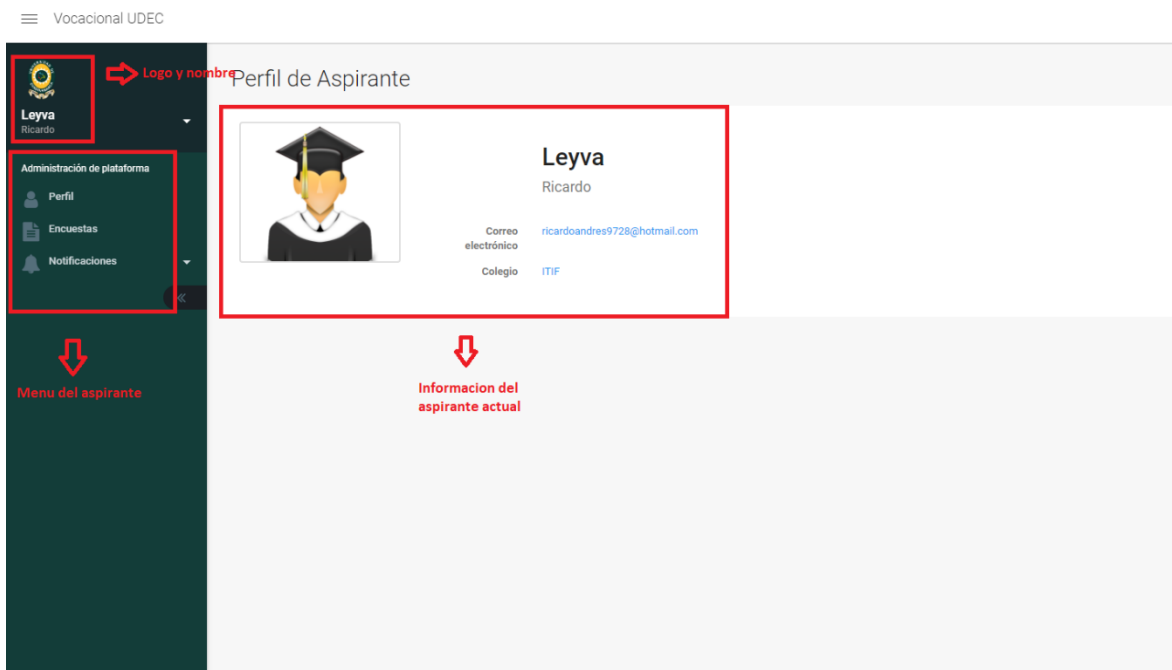 Vocacional UDEC
Logo y nombre
Leyva
Ricardo
Administración de plataforma
Perfil
Encuestas
Notificaciones
Menu del aspirante
Perfil de Aspirante
Leyva
Ricardo
Correo electrónico
ricardoandres9728@hotmail.com
Colegio
ITIF
Informacion del
aspirante actual